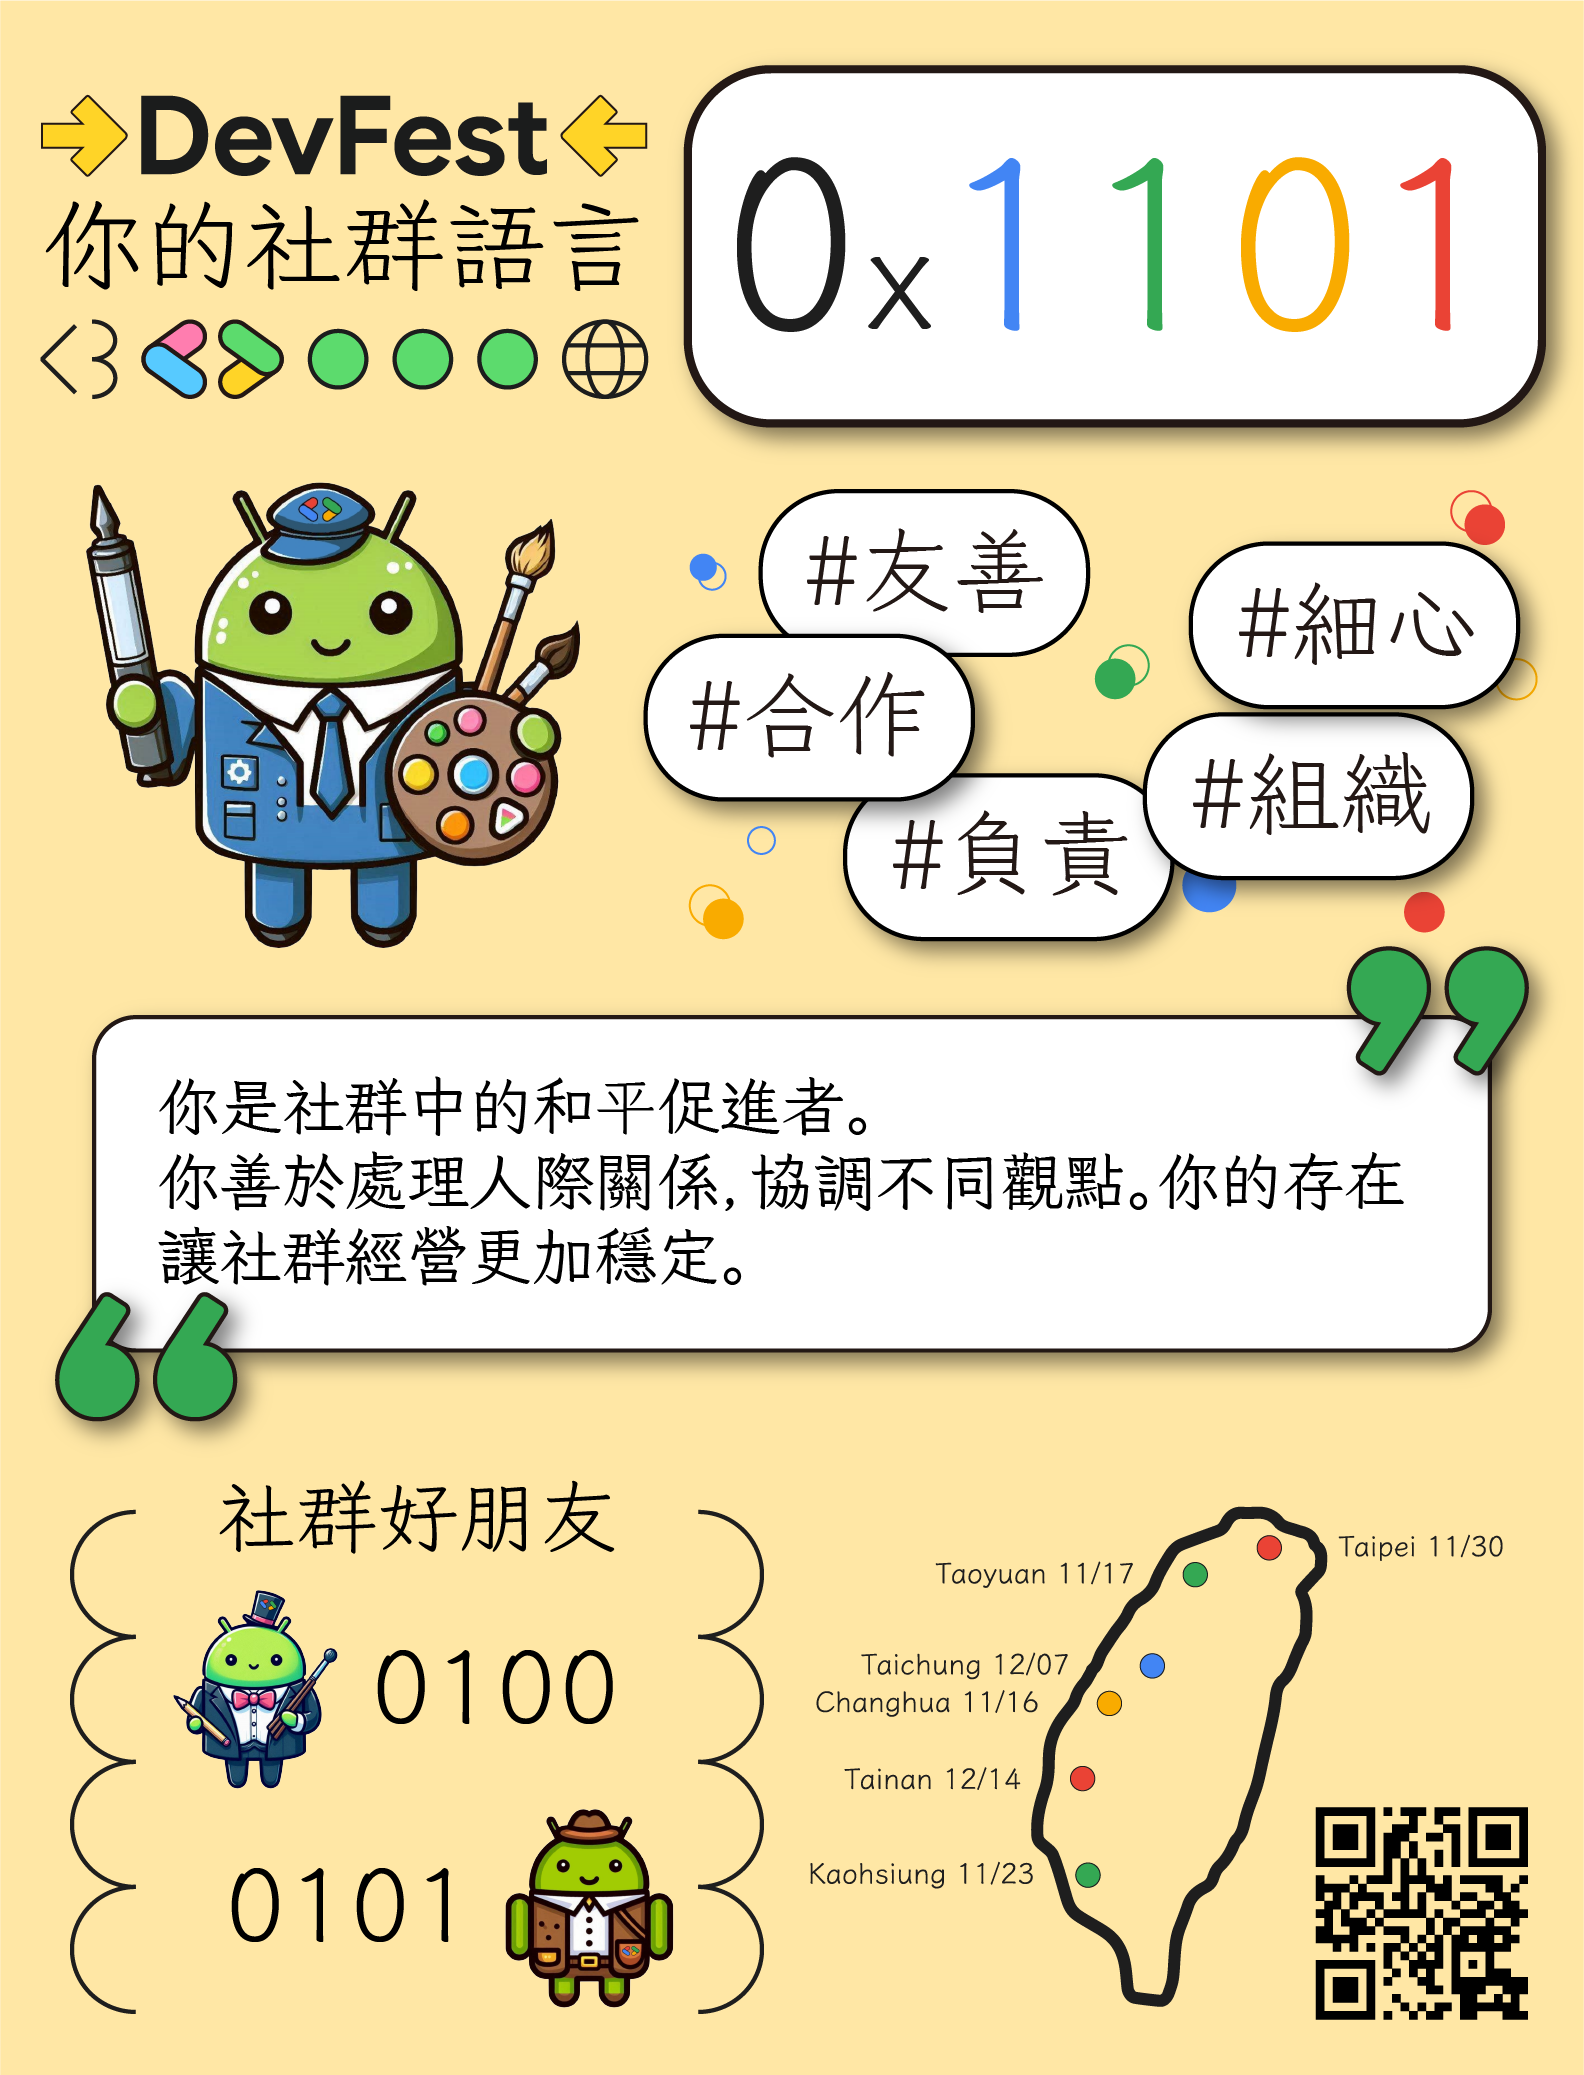 DevFest
你的社群語言
0x1101
#友善
#細心
#合作
#組織
#負責
你是社群中的和平促進者。
你善於處理人際關係,協調不同觀點。你的存在
讓社群經營更加穩定。
社群好朋友
0100
0101
Taipei 11/30
Taoyuan 11/17
Taichung 12/07
Changhua 11/16
Tainan 12/14
Kaohsiung 11/23